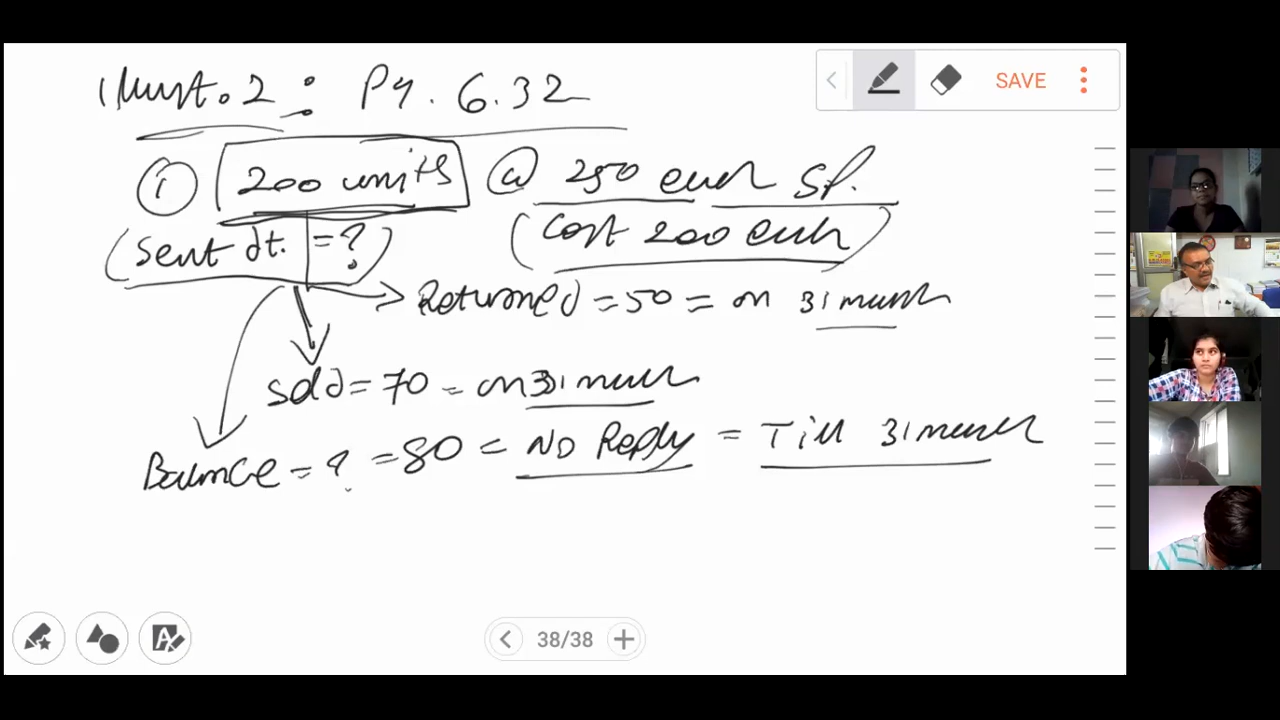 Illust. 2 : Pg. 6.32
SAVE
① 200 units @ 250 each SP.
(Sent dt. = ?) (Cost 200 each)
Returned = 50 = on 31 march
Sold = 70 = on 31 march
Balance = ? = 80 = No Reply = Till 31 march
38/38